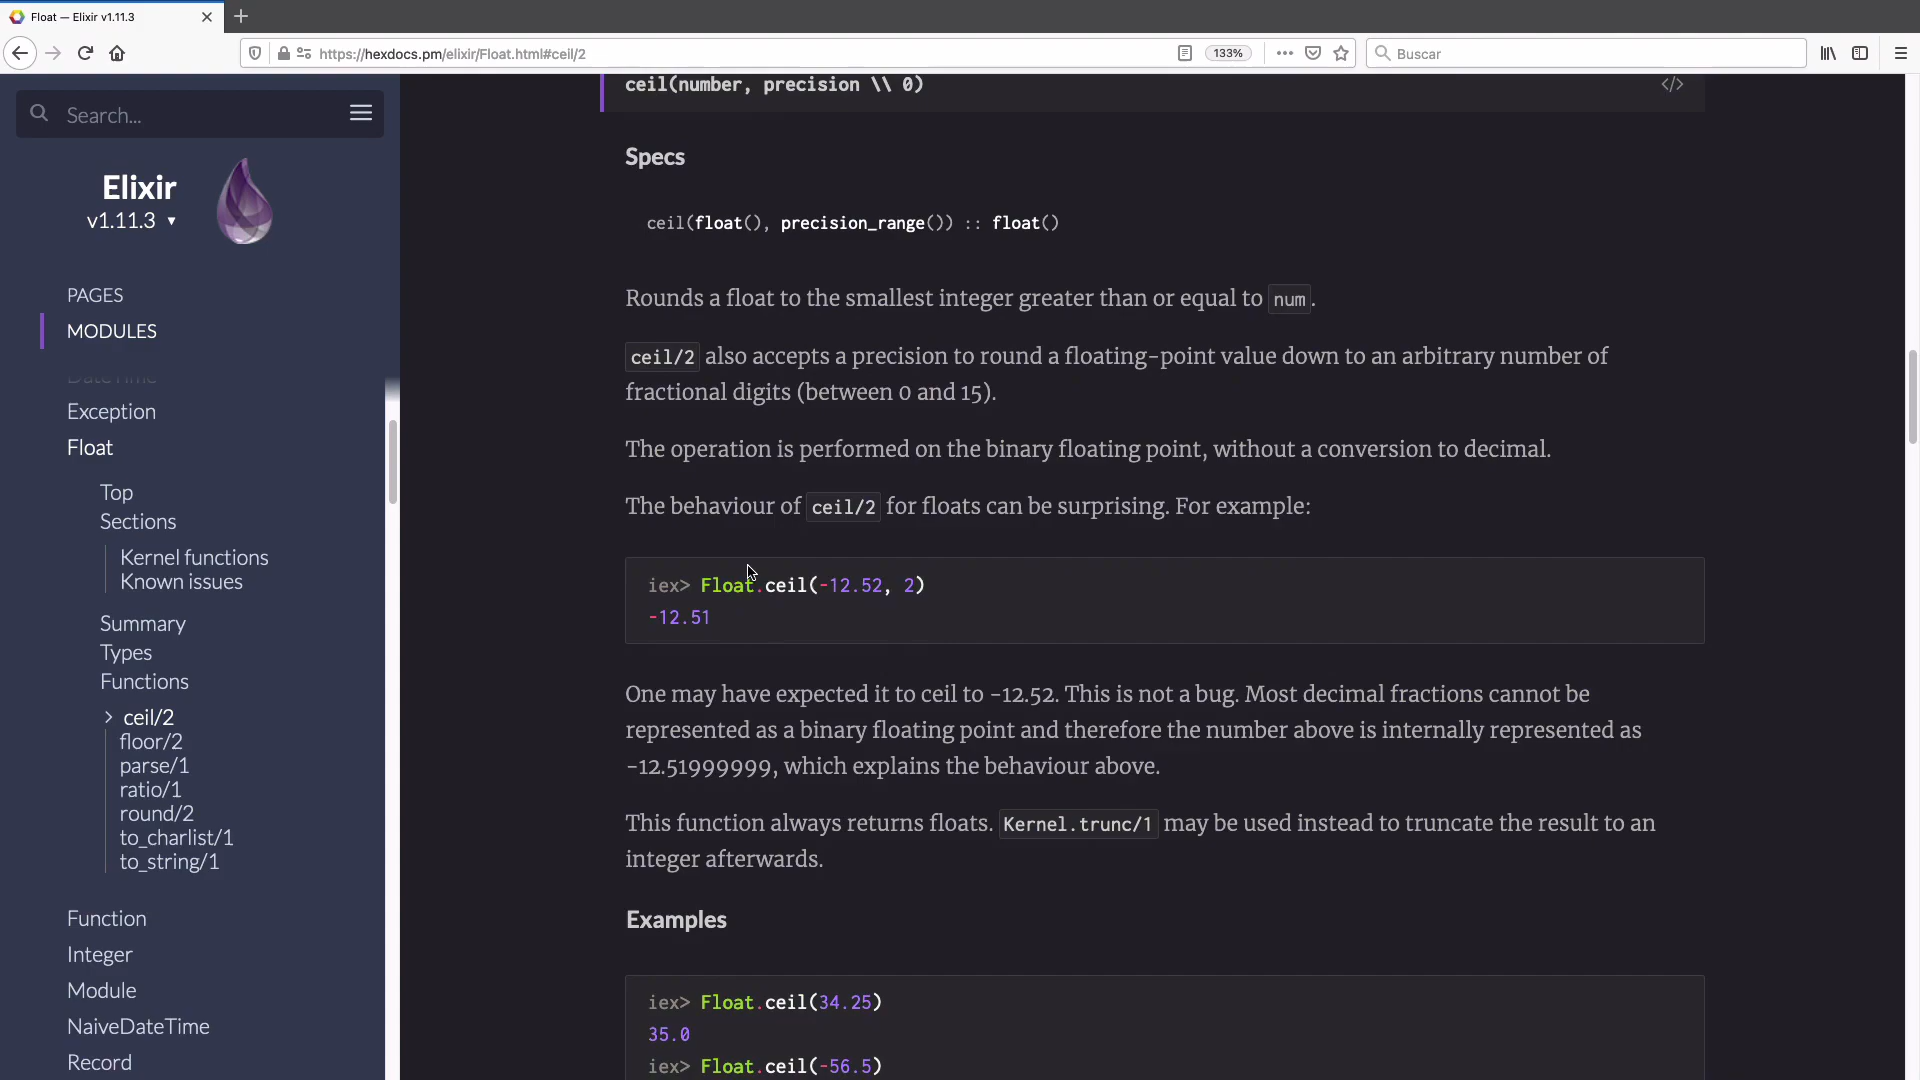 Float — Elixir v1.11.3
https://hexdocs.pm/elixir/Float.html#ceil/2
133%
Buscar
Search...
Elixir
v1.11.3
PAGES
MODULES
DateTime
Exception
Float
Top
Sections
Kernel functions
Known issues
Summary
Types
Functions
ceil/2
floor/2
parse/1
ratio/1
round/2
to_charlist/1
to_string/1
Function
Integer
Module
NaiveDateTime
Record
ceil(number, precision \\ 0)
</>
Specs
ceil(float(), precision_range()) :: float()
Rounds a float to the smallest integer greater than or equal to num.
ceil/2 also accepts a precision to round a floating-point value down to an arbitrary number of
fractional digits (between 0 and 15).
The operation is performed on the binary floating point, without a conversion to decimal.
The behaviour of ceil/2 for floats can be surprising. For example:
iex> Float.ceil(-12.52, 2)
-12.51
One may have expected it to ceil to -12.52. This is not a bug. Most decimal fractions cannot be
represented as a binary floating point and therefore the number above is internally represented as
-12.51999999, which explains the behaviour above.
This function always returns floats. Kernel.trunc/1 may be used instead to truncate the result to an
integer afterwards.
Examples
iex> Float.ceil(34.25)
35.0
iex> Float.ceil(-56.5)